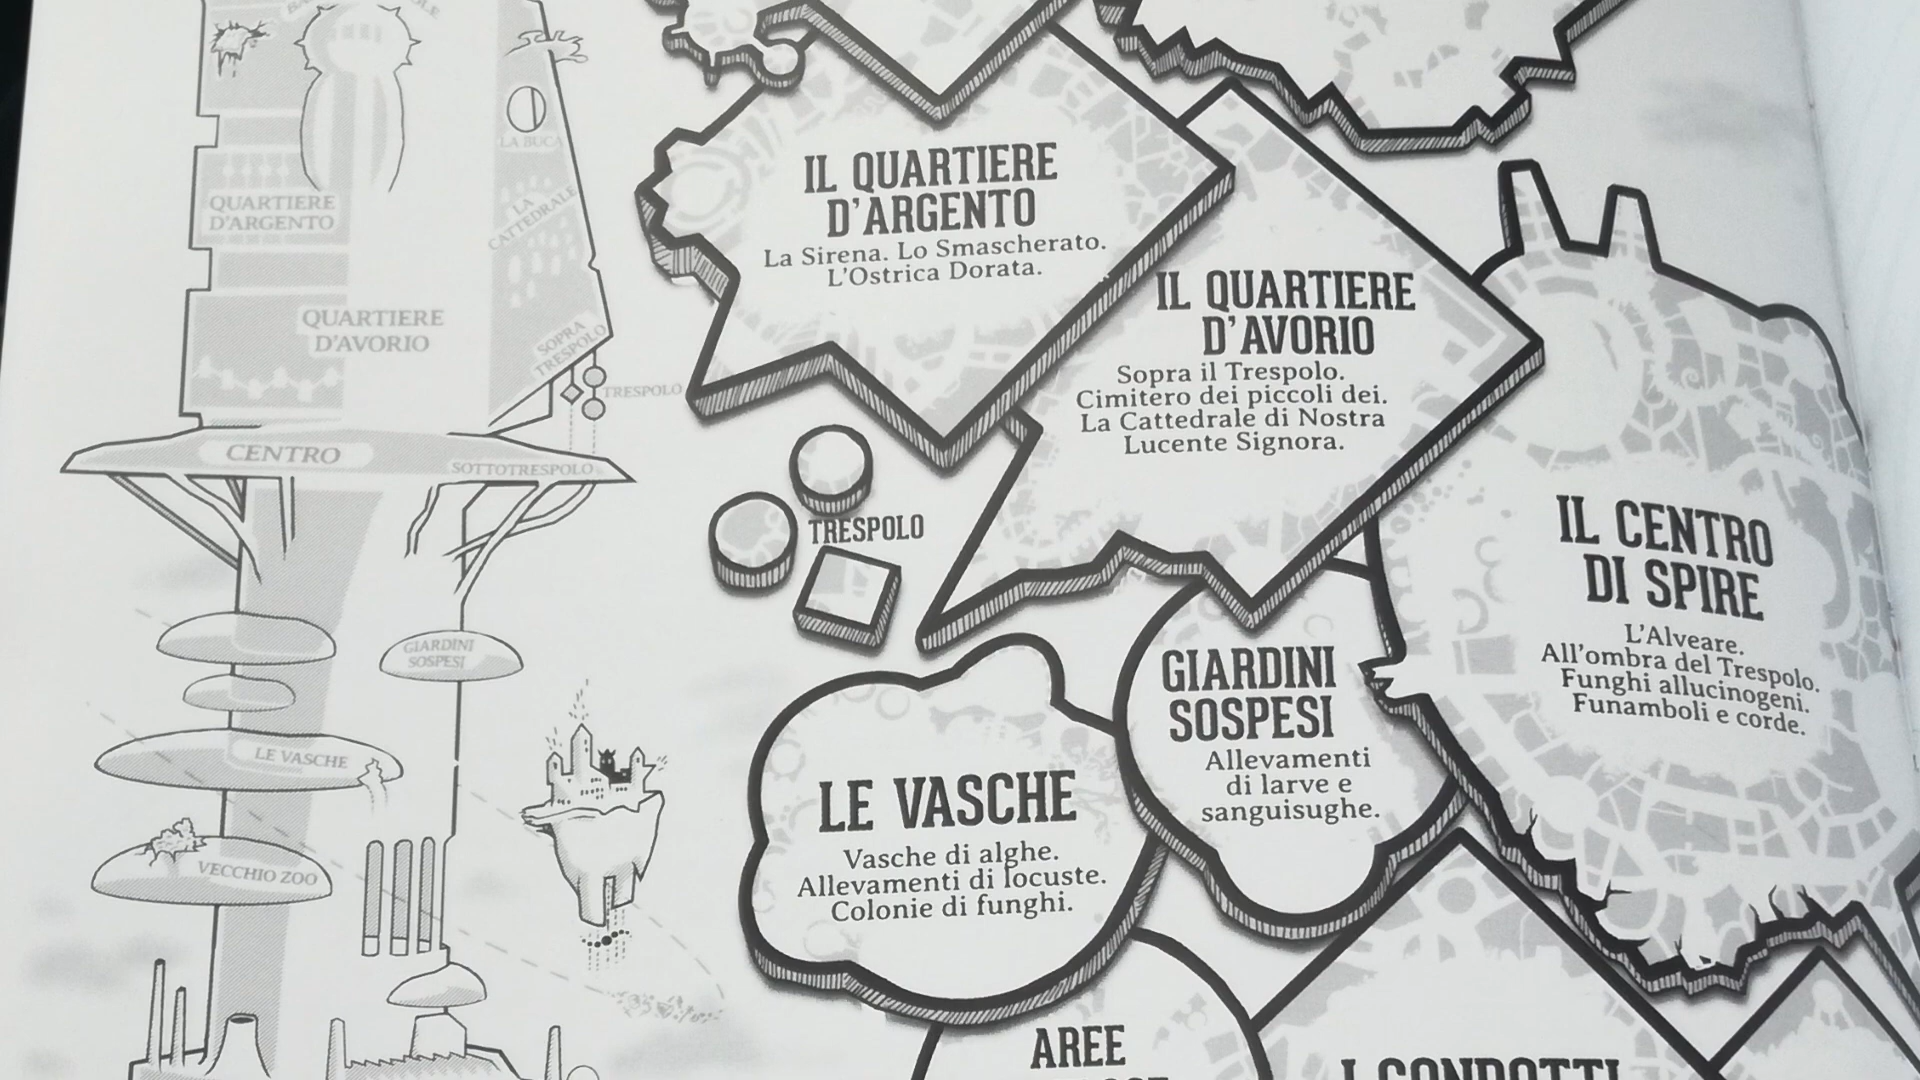 LA BUCA
QUARTIERE
D'ARGENTO
LA
CATTEDRALE
QUARTIERE
D'AVORIO
SOPRA
TRESPOLO
TRESPOLO
CENTRO
SOTTOTRESPOLO
GIARDINI
SOSPESI
LE VASCHE
VECCHIO ZOO
IL QUARTIERE
D'ARGENTO
La Sirena. Lo Smascherato.
L'Ostrica Dorata.
IL QUARTIERE
D'AVORIO
Sopra il Trespolo.
Cimitero dei piccoli dei.
La Cattedrale di Nostra
Lucente Signora.
TRESPOLO
IL CENTRO
DI SPIRE
L'Alveare.
All'ombra del Trespolo.
Funghi allucinogeni.
Funamboli e corde.
GIARDINI
SOSPESI
Allevamenti
di larve e
sanguisughe.
LE VASCHE
Vasche di alghe.
Allevamenti di locuste.
Colonie di funghi.
AREE
I CONDOTTI